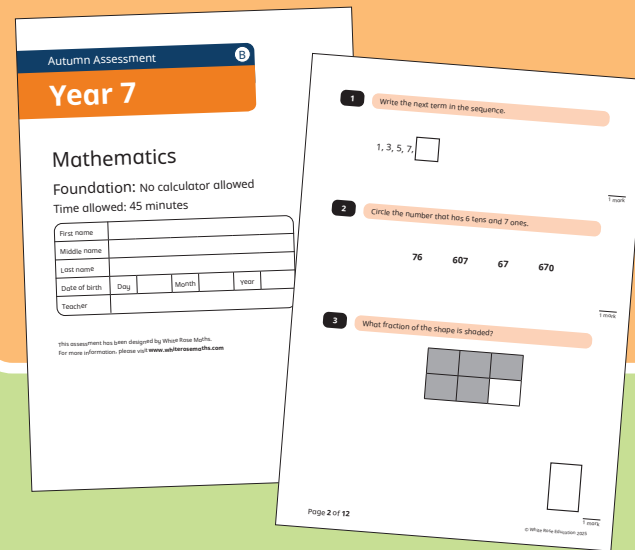 Autumn Assessment B
Year 7
Mathematics
Foundation: No calculator allowed
Time allowed: 45 minutes
First name
Middle name
Last name
Date of birth Day Month Year
Teacher
This assessment has been designed by White Rose Maths.
For more information, please visit www.whiterosemaths.com
1 Write the next term in the sequence.
1, 3, 5, 7,
1 mark
2 Circle the number that has 6 tens and 7 ones.
76 607 67 670
1 mark
3 What fraction of the shape is shaded?
1 mark
Page 2 of 12
© White Rose Education 2023